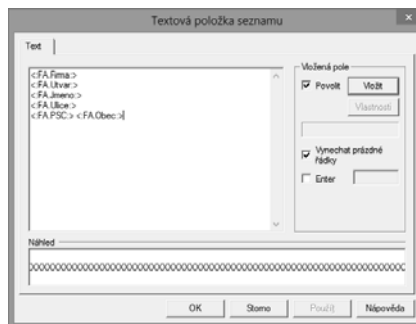 Textová položka seznamu
x
Text
<:FA.Firma:>
<:FA.Utvar:>
<:FA.Jmeno:>
<:FA.Ulice:>
<:FA.PSC:> <:FA.Obec:>
Vložená pole
Povolit
Vložit
Vlastnosti
Vynechat prázdné
řádky
Enter
Náhled
OK
Storno
Použít
Nápověda